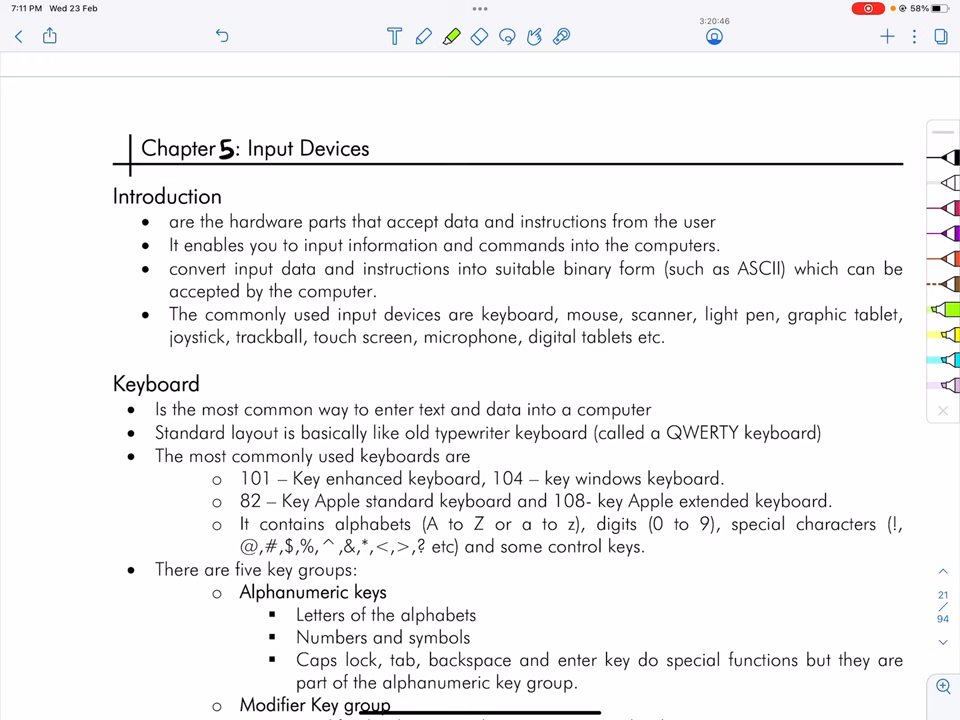 7:11 PM Wed 23 Feb
58%
3:20:46
Chapter 5: Input Devices
Introduction
• are the hardware parts that accept data and instructions from the user
• It enables you to input information and commands into the computers.
• convert input data and instructions into suitable binary form (such as ASCII) which can be
accepted by the computer.
• The commonly used input devices are keyboard, mouse, scanner, light pen, graphic tablet,
joystick, trackball, touch screen, microphone, digital tablets etc.
Keyboard
• Is the most common way to enter text and data into a computer
• Standard layout is basically like old typewriter keyboard (called a QWERTY keyboard)
• The most commonly used keyboards are
o 101 – Key enhanced keyboard, 104 – key windows keyboard.
o 82 – Key Apple standard keyboard and 108- key Apple extended keyboard.
o It contains alphabets (A to Z or a to z), digits (0 to 9), special characters (!,
@,#,$,%,^,&,*,<,>,? etc) and some control keys.
• There are five key groups:
o Alphanumeric keys
▪ Letters of the alphabets
▪ Numbers and symbols
▪ Caps lock, tab, backspace and enter key do special functions but they are
part of the alphanumeric key group.
o Modifier Key group
21
/
94